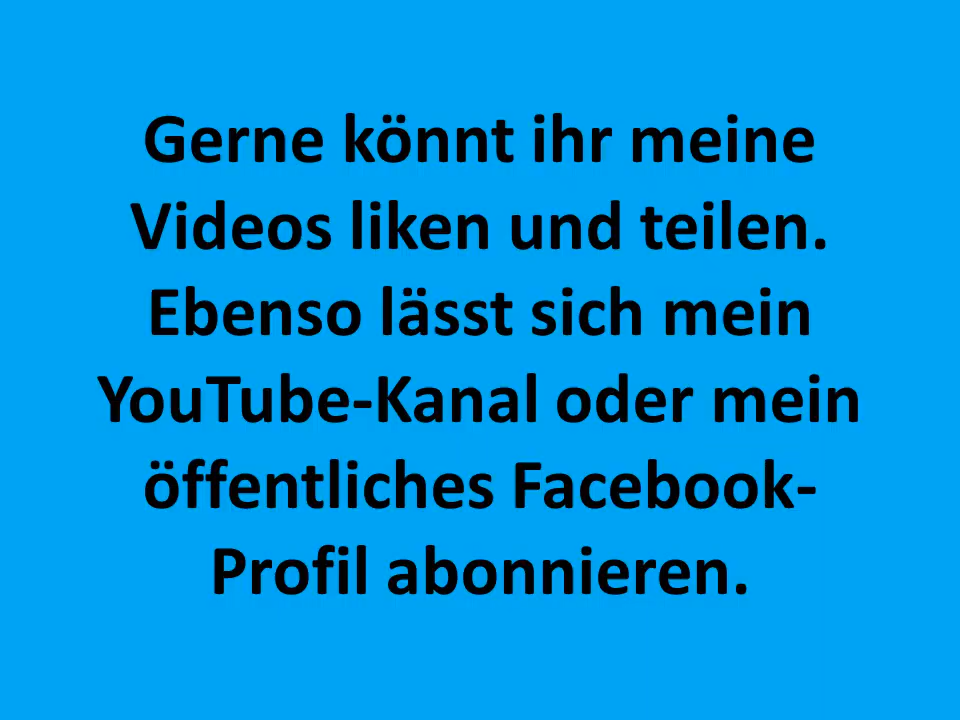 Gerne könnt ihr meine
Videos liken und teilen.
Ebenso lässt sich mein
YouTube-Kanal oder mein
öffentliches Facebook-
Profil abonnieren.